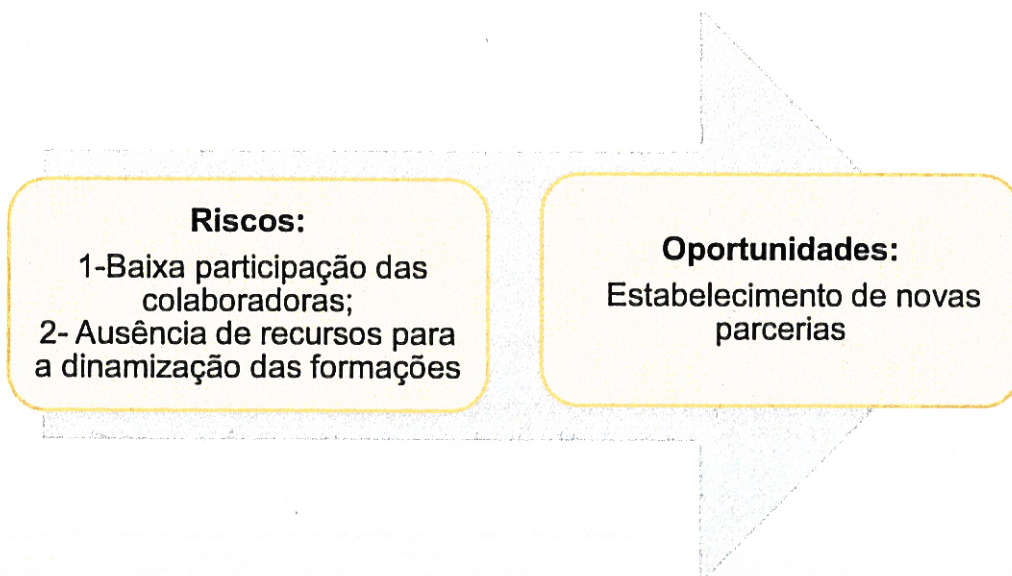 Riscos:
1-Baixa participação das
colaboradoras;
2- Ausência de recursos para
a dinamização das formações
Oportunidades:
Estabelecimento de novas
parcerias